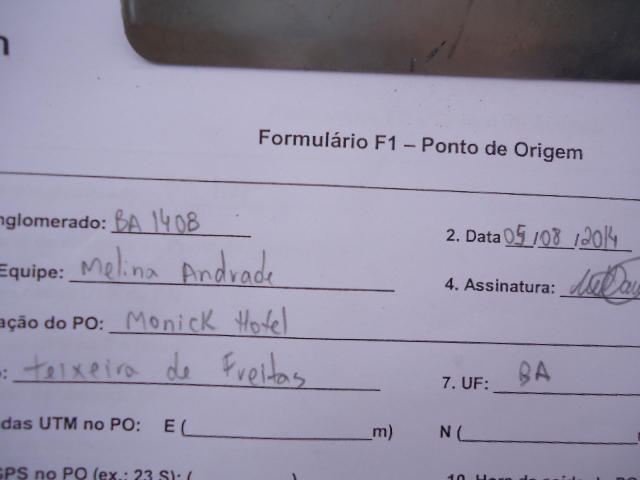 Formulário F1 – Ponto de Origem
nglomerado: BA 1408
2. Data 05/08/2014
Equipe: Melina Andrade
4. Assinatura:
ação do PO: Monick Hotel
o: teixeira de Freitas
7. UF: BA
das UTM no PO: E (____m) N (
GPS no PO (ex.: 23 S): ( )